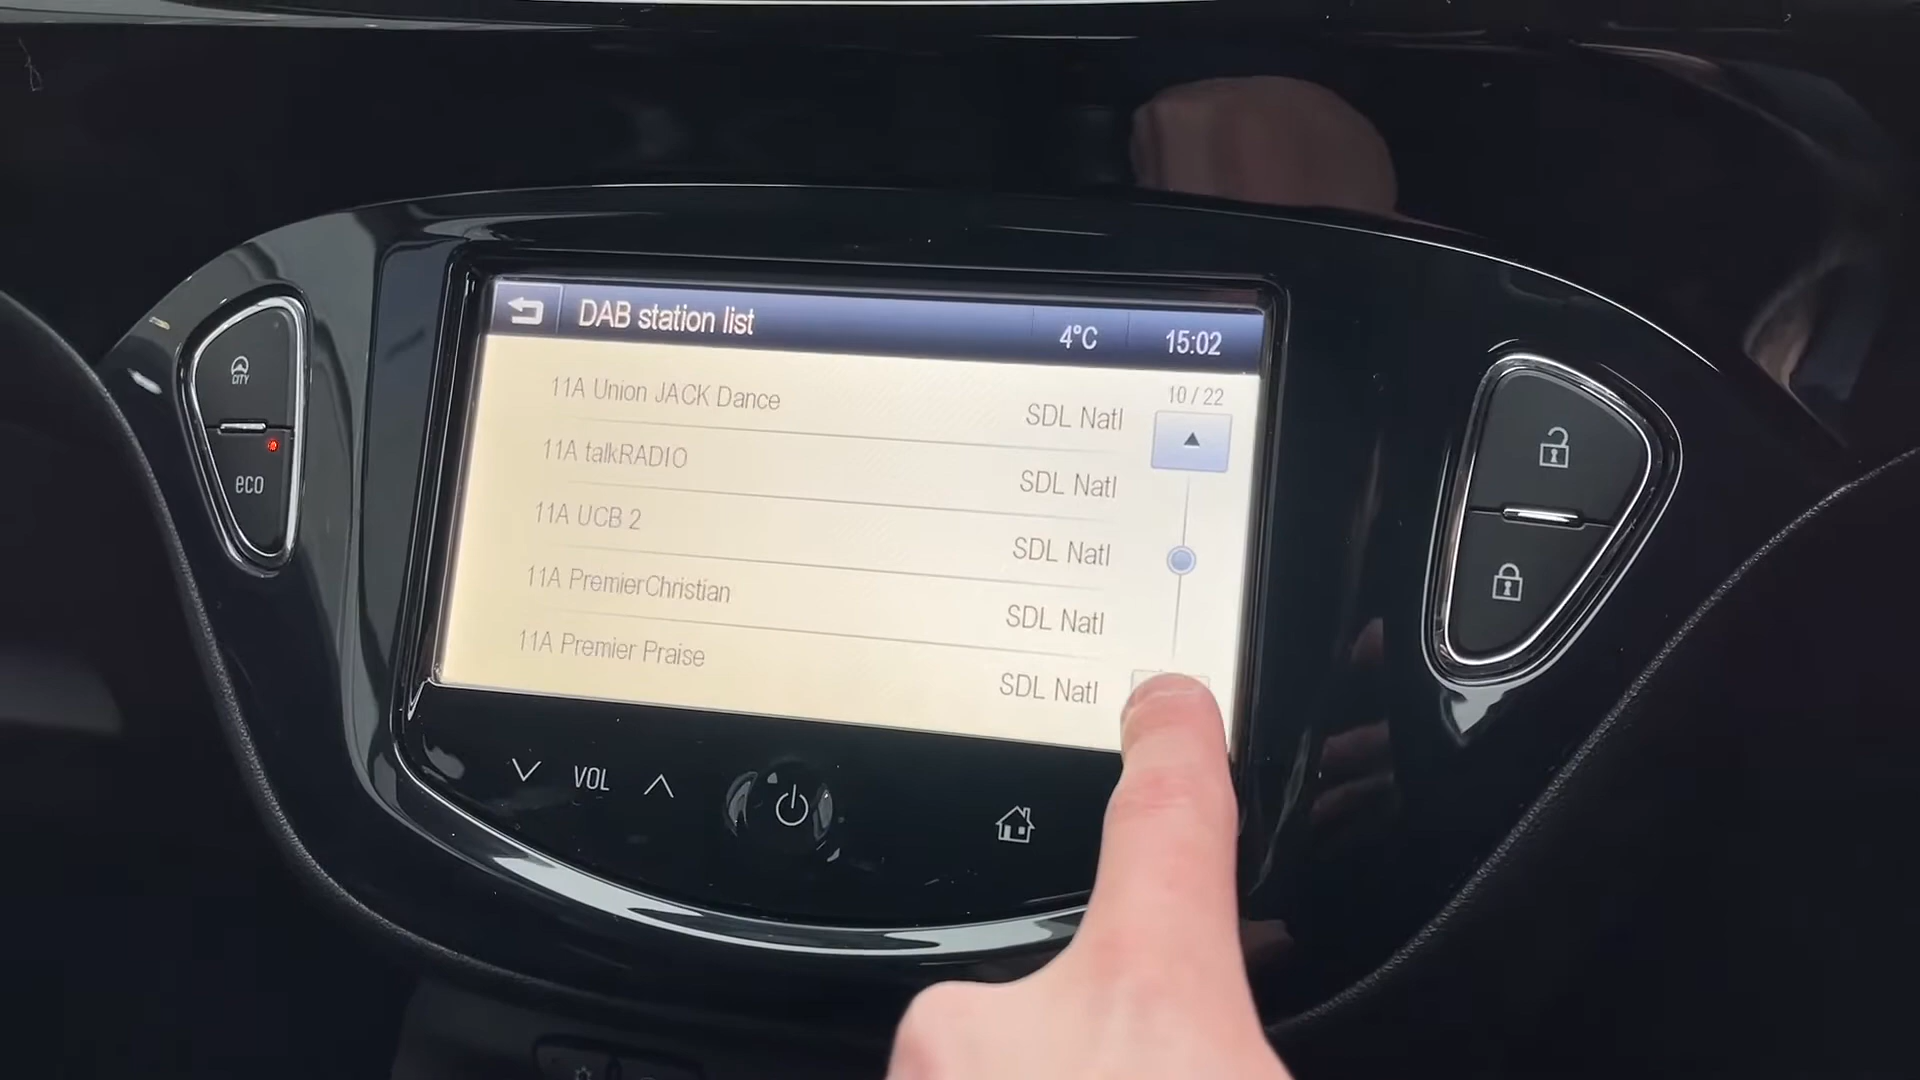 DAB station list 4°C 15:02
10 / 22
11A Union JACK Dance SDL Natl
11A talkRADIO SDL Natl
11A UCB 2 SDL Natl
11A PremierChristian SDL Natl
11A Premier Praise SDL Natl
CITY
eco
VOL